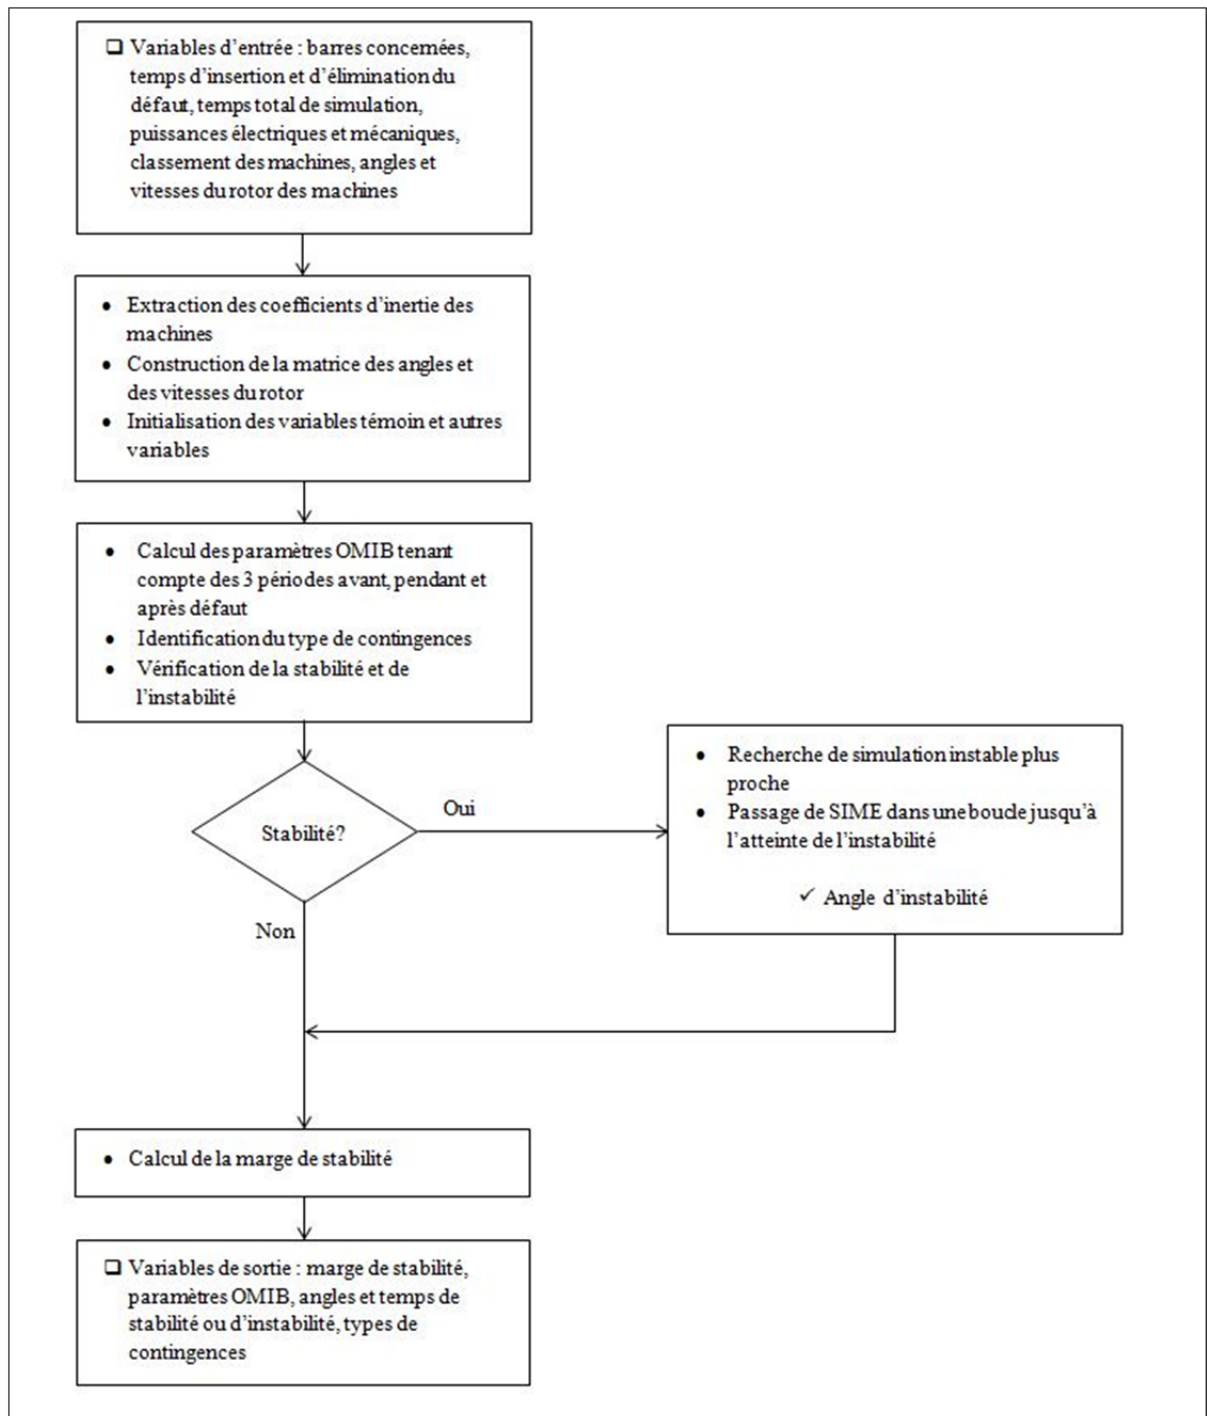 ❑ Variables d'entrée : barres concernées,
temps d'insertion et d'élimination du
défaut, temps total de simulation,
puissances électriques et mécaniques,
classement des machines, angles et
vitesses du rotor des machines
• Extraction des coefficients d'inertie des
machines
• Construction de la matrice des angles et
des vitesses du rotor
• Initialisation des variables témoin et autres
variables
• Calcul des paramètres OMIB tenant
compte des 3 périodes avant, pendant et
après défaut
• Identification du type de contingences
• Vérification de la stabilité et de
l'instabilité
Stabilité?
Oui
• Recherche de simulation instable plus
proche
• Passage de SIME dans une boucle jusqu'à
l'atteinte de l'instabilité
✓ Angle d'instabilité
Non
• Calcul de la marge de stabilité
❑ Variables de sortie : marge de stabilité,
paramètres OMIB, angles et temps de
stabilité ou d'instabilité, types de
contingences